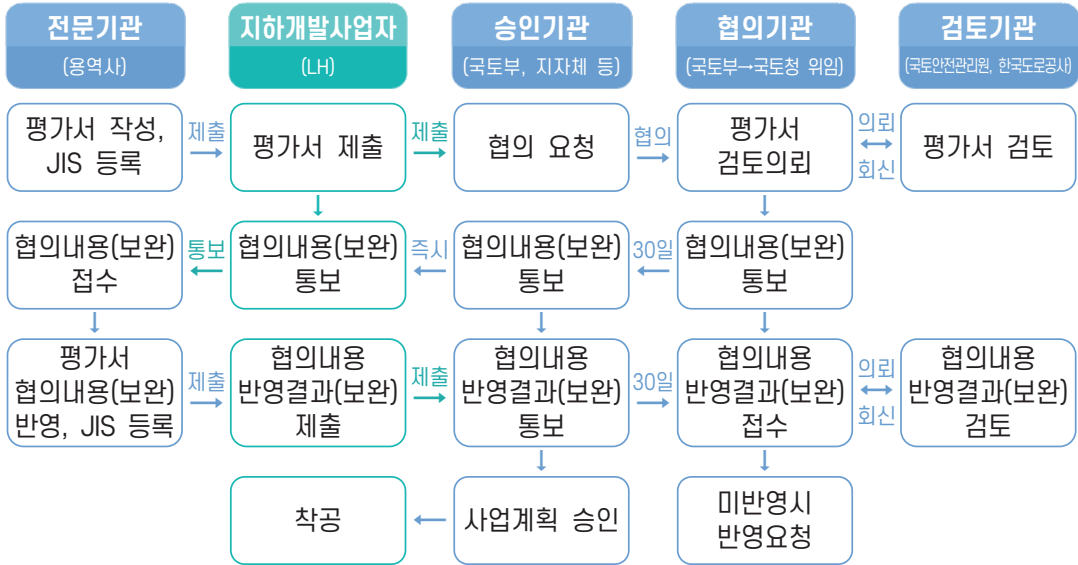 전문기관
(용역사)
지하개발사업자
(LH)
승인기관
(국토부, 지자체 등)
협의기관
(국토부→국토청 위임)
검토기관
(국토안전관리원, 한국도로공사)
평가서 작성,
JIS 등록
제출
평가서 제출
제출
협의 요청
협의
평가서
검토의뢰
의뢰
회신
평가서 검토
협의내용(보완)
접수
통보
협의내용(보완)
통보
즉시
협의내용(보완)
통보
30일
협의내용(보완)
통보
평가서
협의내용(보완)
반영, JIS 등록
제출
협의내용
반영결과(보완)
제출
제출
협의내용
반영결과(보완)
통보
30일
협의내용
반영결과(보완)
접수
의뢰
회신
협의내용
반영결과(보완)
검토
착공
사업계획 승인
미반영시
반영요청